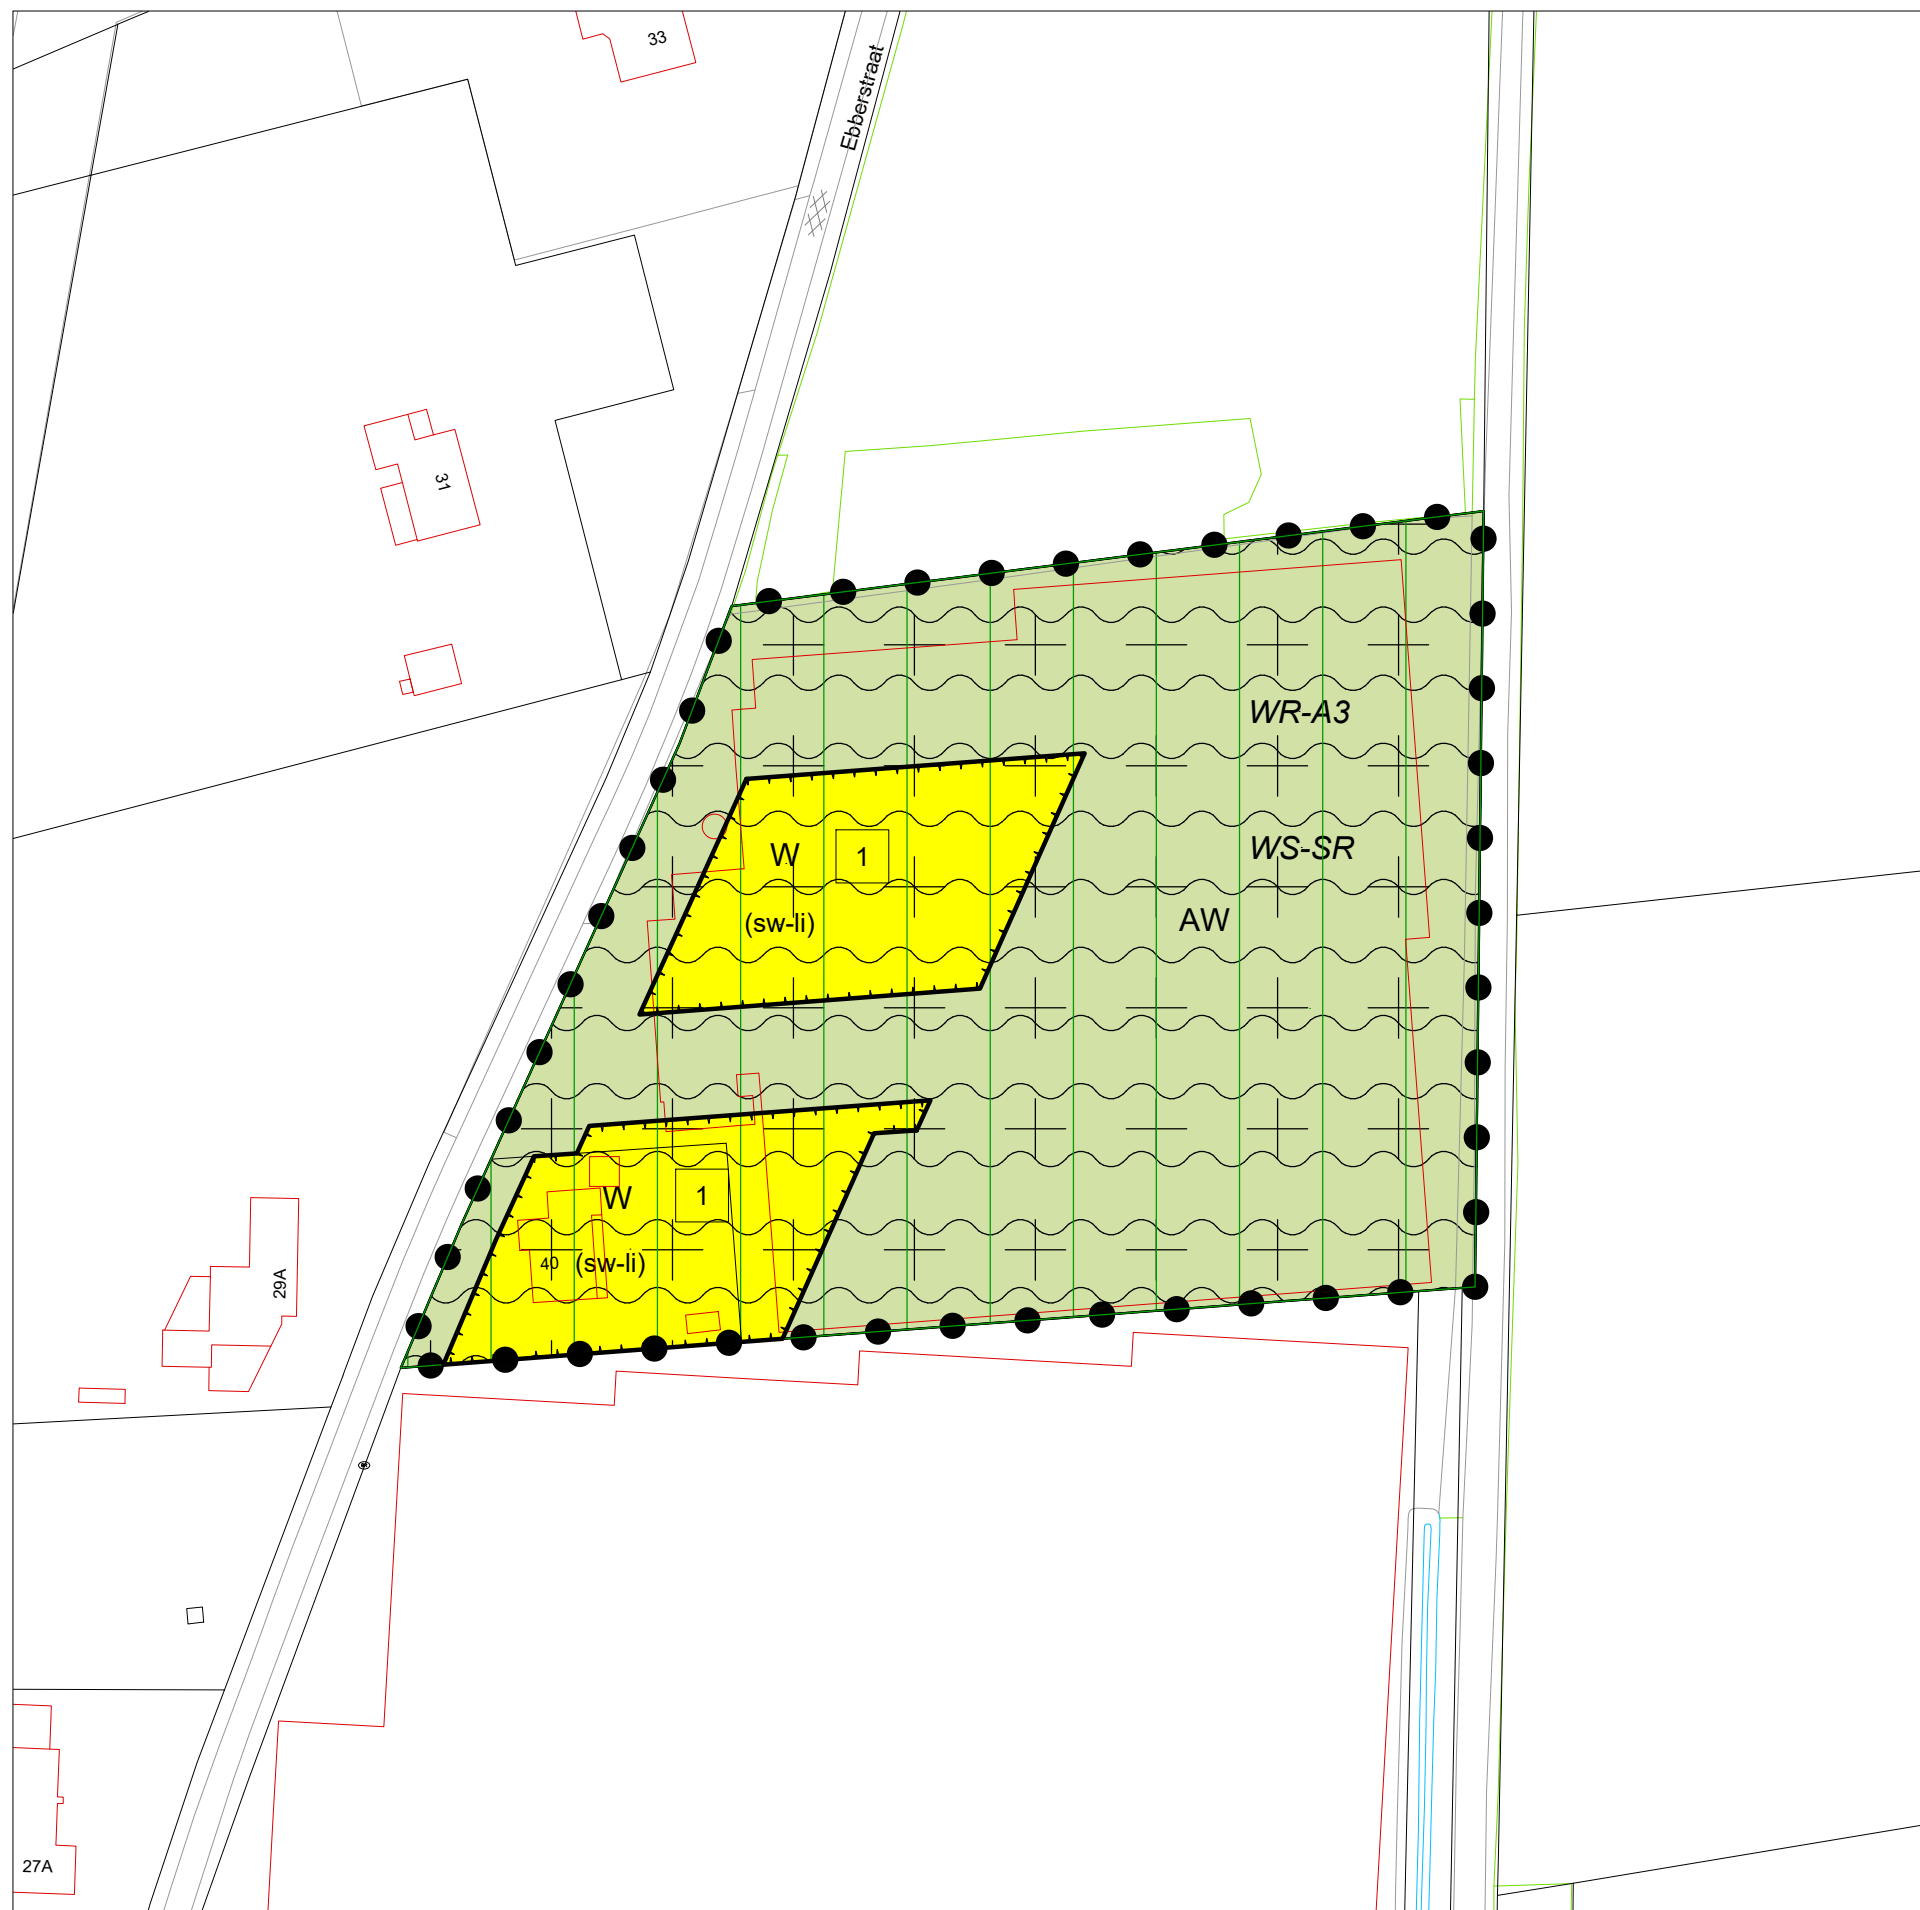 33
Ebberstraat
31
WR-A3
WS-SR
W
1
AW
(sw-li)
W
1
40
(sw-li)
29A
27A